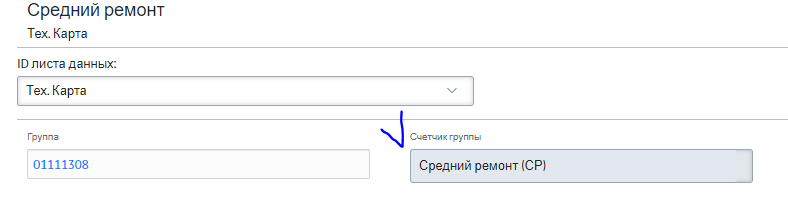 Средний ремонт
Тех. Карта
ID листа данных:
Тех. Карта
Группа
Счетчик группы
01111308
Средний ремонт (СР)